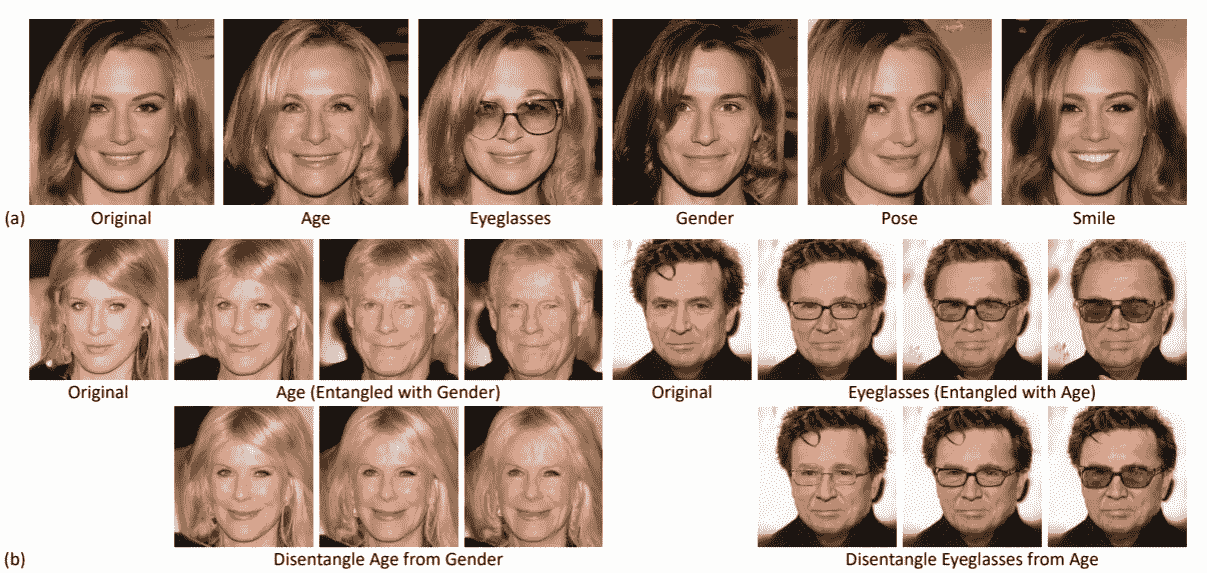 Original Age Eyeglasses Gender Pose Smile
(a)
Original Age (Entangled with Gender) Original Eyeglasses (Entangled with Age)
Disentangle Age from Gender Disentangle Eyeglasses from Age
(b)